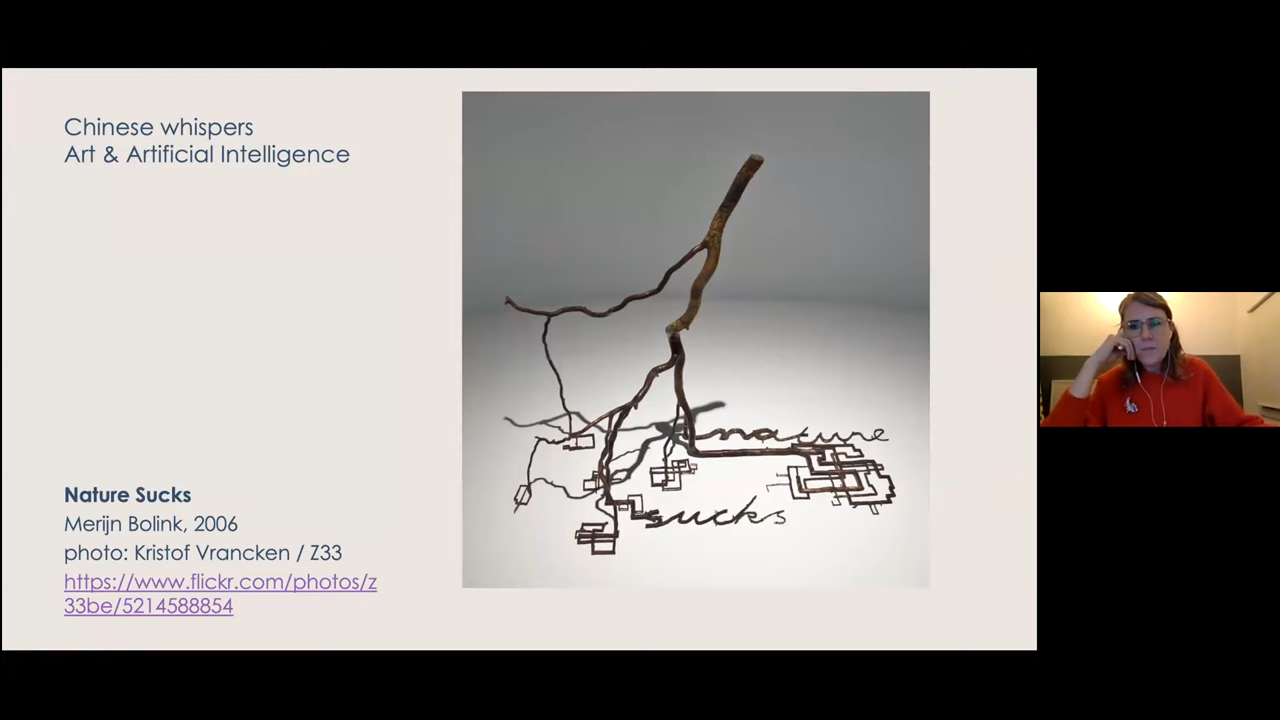 Chinese whispers
Art & Artificial Intelligence
nature
sucks
Nature Sucks
Merijn Bolink, 2006
photo: Kristof Vrancken / Z33
https://www.flickr.com/photos/z
33be/5214588854